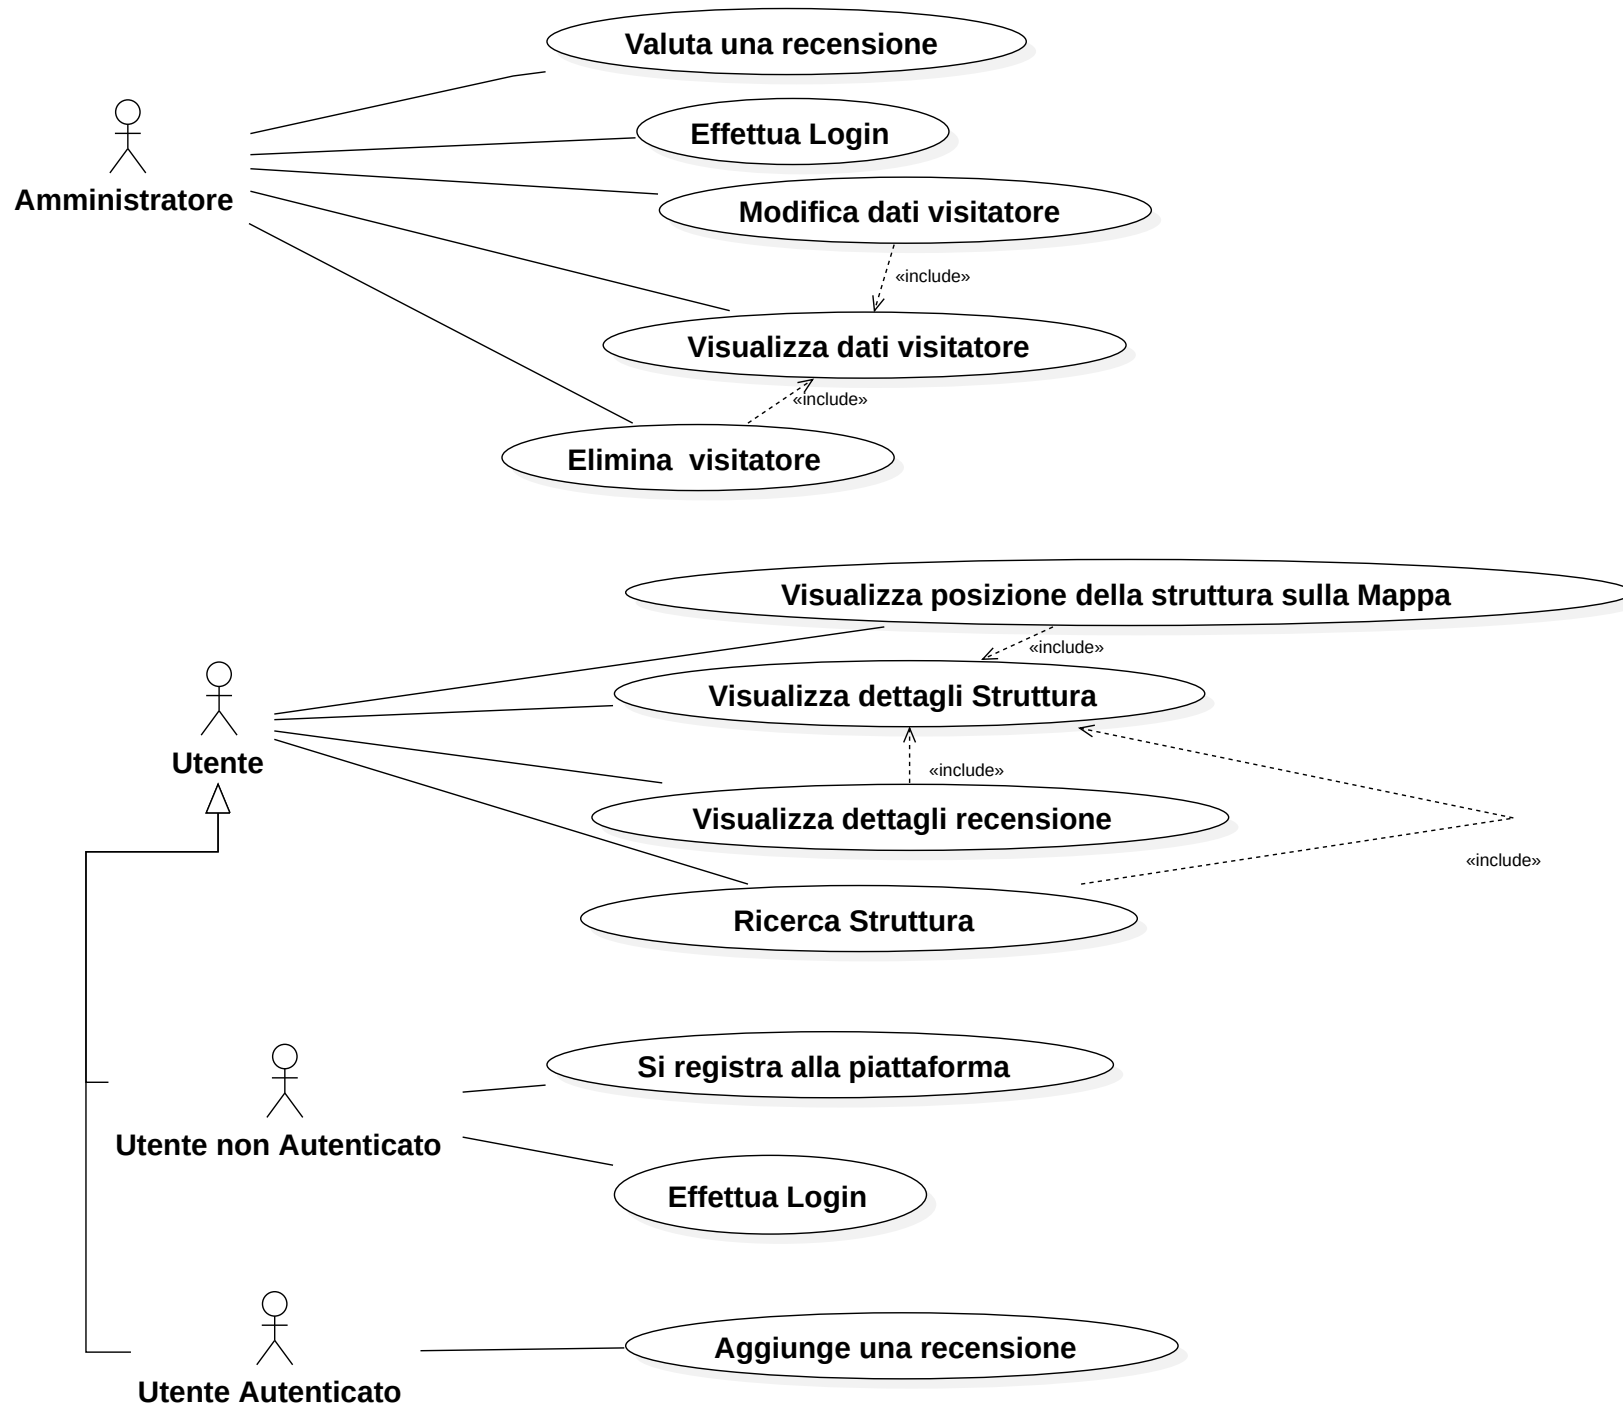 Valuta una recensione
Effettua Login
Amministratore
Modifica dati visitatore
«include»
Visualizza dati visitatore
«include»
Elimina  visitatore
Visualizza posizione della struttura sulla Mappa
«include»
Visualizza dettagli Struttura
Utente
«include»
Visualizza dettagli recensione
«include»
Ricerca Struttura
Si registra alla piattaforma
Utente non Autenticato
Effettua Login
Aggiunge una recensione
Utente Autenticato